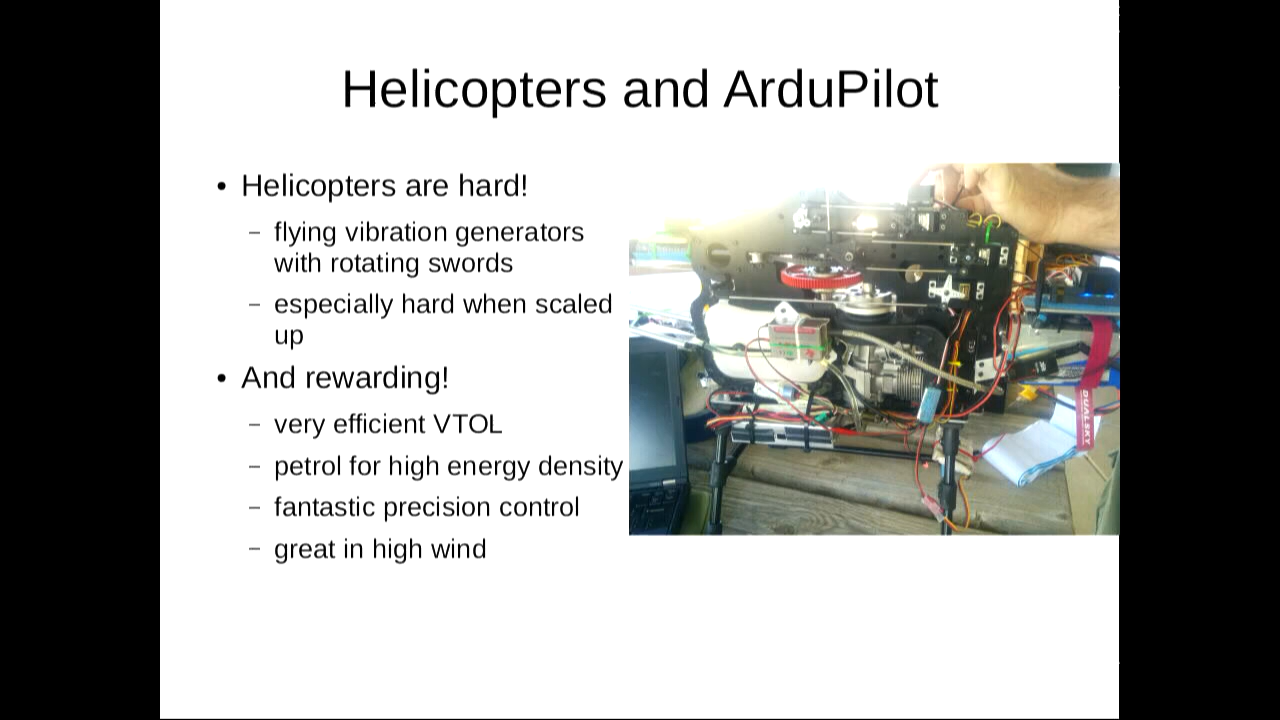 Helicopters and ArduPilot
• Helicopters are hard!
– flying vibration generators
with rotating swords
– especially hard when scaled
up
• And rewarding!
– very efficient VTOL
– petrol for high energy density
– fantastic precision control
– great in high wind
DUALSKY